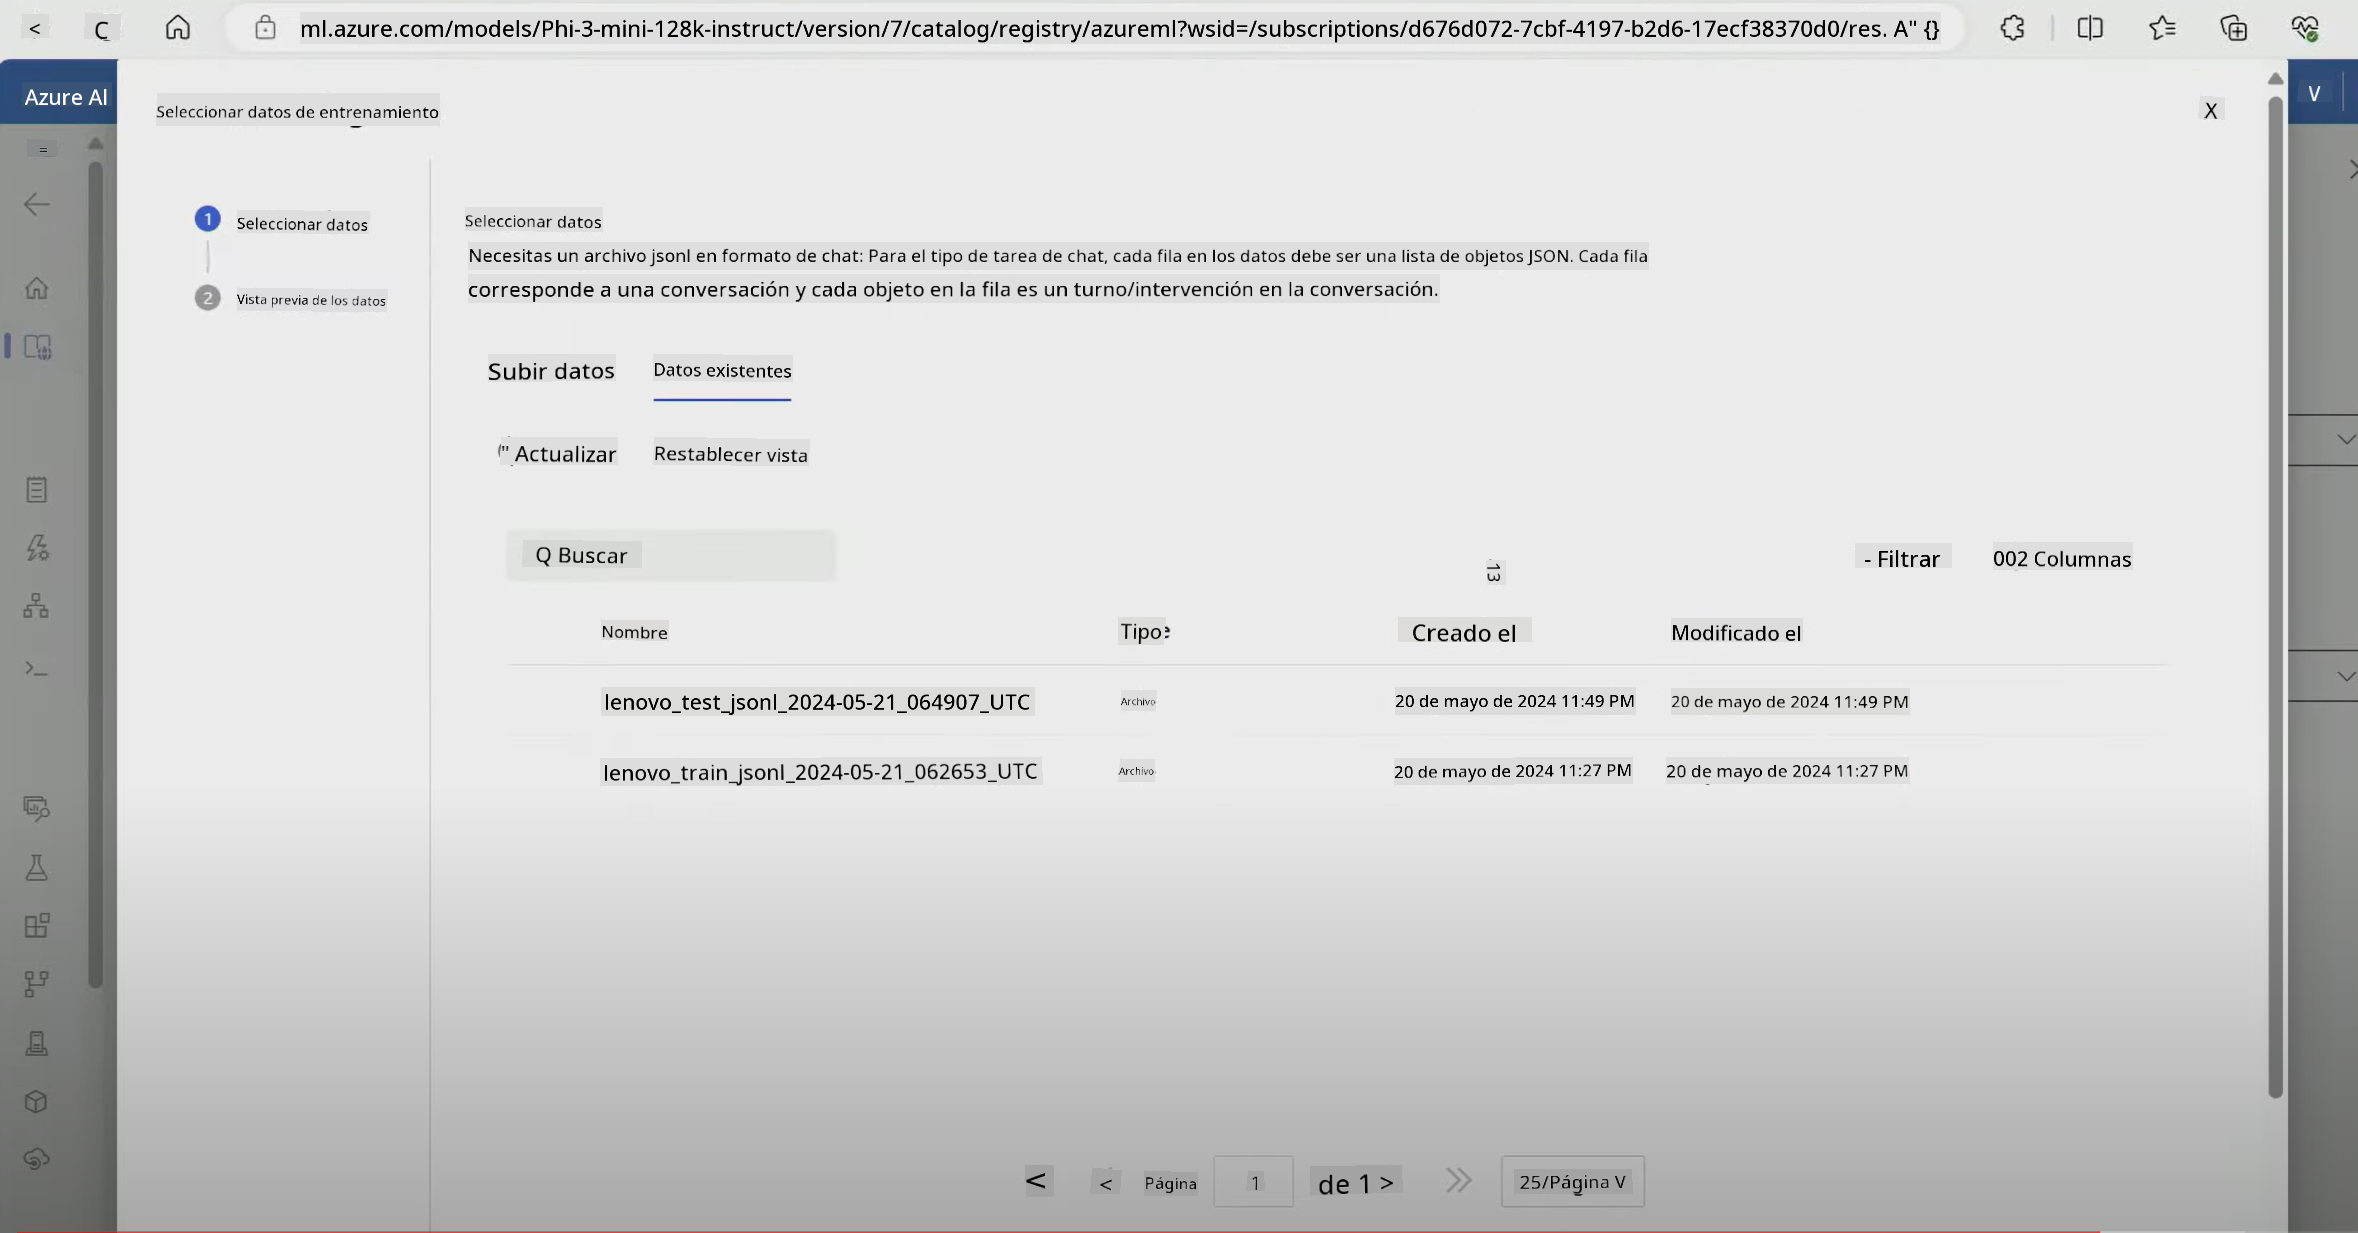 ml.azure.com/models/Phi-3-mini-128k-instruct/version/7/catalog/registry/azureml?wsid=/subscriptions/d676d072-7cbf-4197-b2d6-17ecf38370d0/res. A" {}
Azure AI
Seleccionar datos de entrenamiento
X
V
1 Seleccionar datos
2 Vista previa de los datos
Seleccionar datos
Necesitas un archivo jsonl en formato de chat: Para el tipo de tarea de chat, cada fila en los datos debe ser una lista de objetos JSON. Cada fila
corresponde a una conversación y cada objeto en la fila es un turno/intervención en la conversación.
Subir datos Datos existentes
" Actualizar Restablecer vista
Q Buscar
13
- Filtrar 002 Columnas
Nombre Tipo Creado el Modificado el
lenovo_test_jsonl_2024-05-21_064907_UTC Archivo 20 de mayo de 2024 11:49 PM 20 de mayo de 2024 11:49 PM
lenovo_train_jsonl_2024-05-21_062653_UTC Archivo 20 de mayo de 2024 11:27 PM 20 de mayo de 2024 11:27 PM
< < Página 1 de 1 > 25/Página V